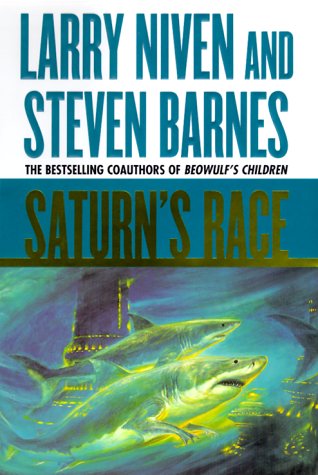 LARRY NIVEN AND
STEVEN BARNES
THE BESTSELLING COAUTHORS OF BEOWULF'S CHILDREN
SATURN'S RACE